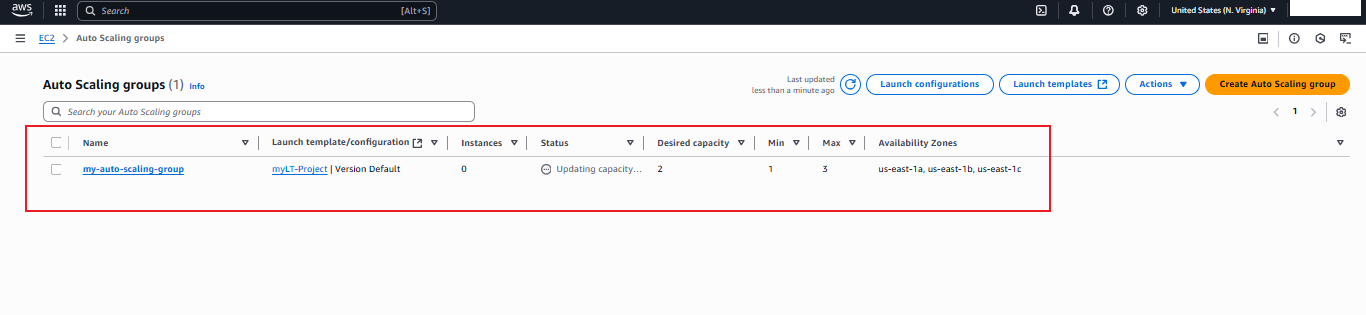 aws Search [Alt+S] United States (N. Virginia)
EC2 Auto Scaling groups
Auto Scaling groups (1) Info Last updated less than a minute ago Launch configurations Launch templates Actions Create Auto Scaling group
Search your Auto Scaling groups 1
Name Launch template/configuration Instances Status Desired capacity Min Max Availability Zones
my-auto-scaling-group myLT-Project | Version Default 0 Updating capacity... 2 1 3 us-east-1a, us-east-1b, us-east-1c